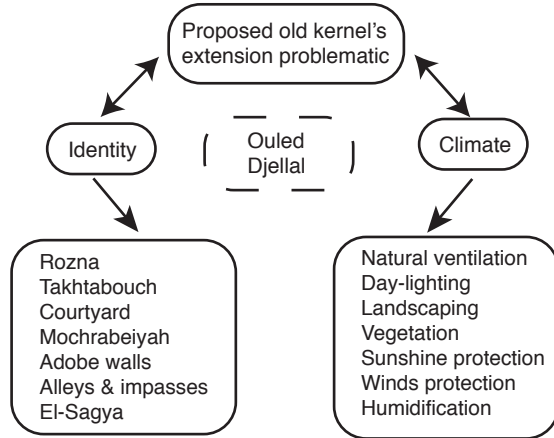 Proposed old kernel's
extension problematic
Identity
Ouled
Djellal
Climate
Rozna
Takhtabouch
Courtyard
Mochrabeiyah
Adobe walls
Alleys & impasses
El-Sagya
Natural ventilation
Day-lighting
Landscaping
Vegetation
Sunshine protection
Winds protection
Humidification